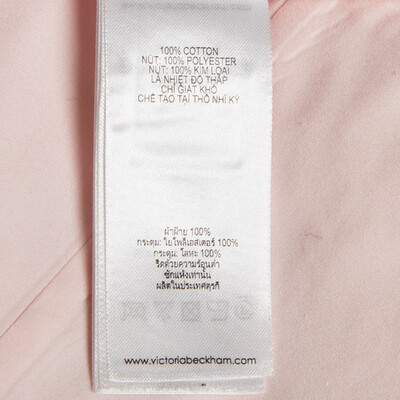 100% COTTON
NÚT: 100% POLYESTER
NÚT: 100% KIM LOẠI
LÀ NHIỆT ĐỘ THẤP
CHỈ GIẶT KHÔ
CHẾ TẠO TẠI THỔ NHĨ KỲ
ผ้าฝ้าย 100%
กระดุม: ใยโพลีเอสเตอร์ 100%
กระดุม: โลหะ 100%
รีดด้วยความร้อนต่ำ
ซักแห้งเท่านั้น
ผลิตในประเทศตุรกี
www.victoriabeckham.com